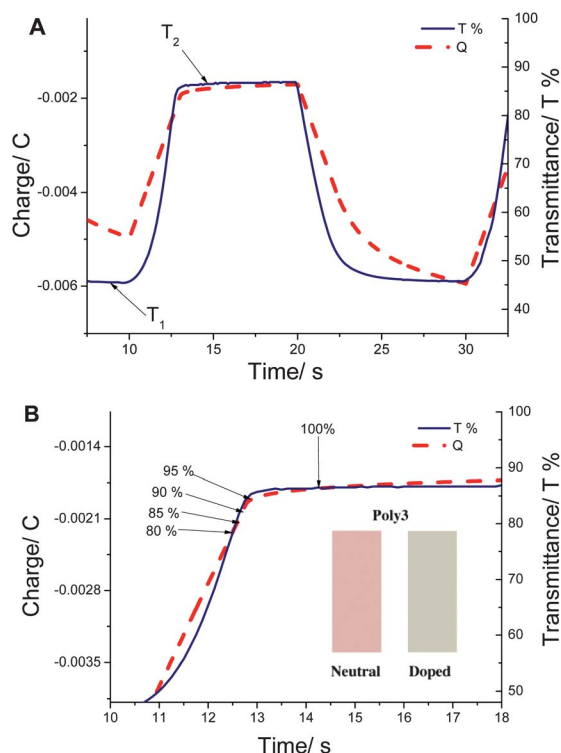 A
T2
T %
Q
Charge/ C
-0.002
-0.004
-0.006
100
90
80
70
60
50
40
Transmittance/ T %
T1
10
15
20
25
30
Time/ s
B
T %
Q
100%
95 %
90 %
85 %
80 %
Charge/ C
-0.0014
-0.0021
-0.0028
-0.0035
100
90
80
70
60
50
Transmittance/ T %
Poly3
Neutral Doped
10 11 12 13 14 15 16 17 18
Time/ s